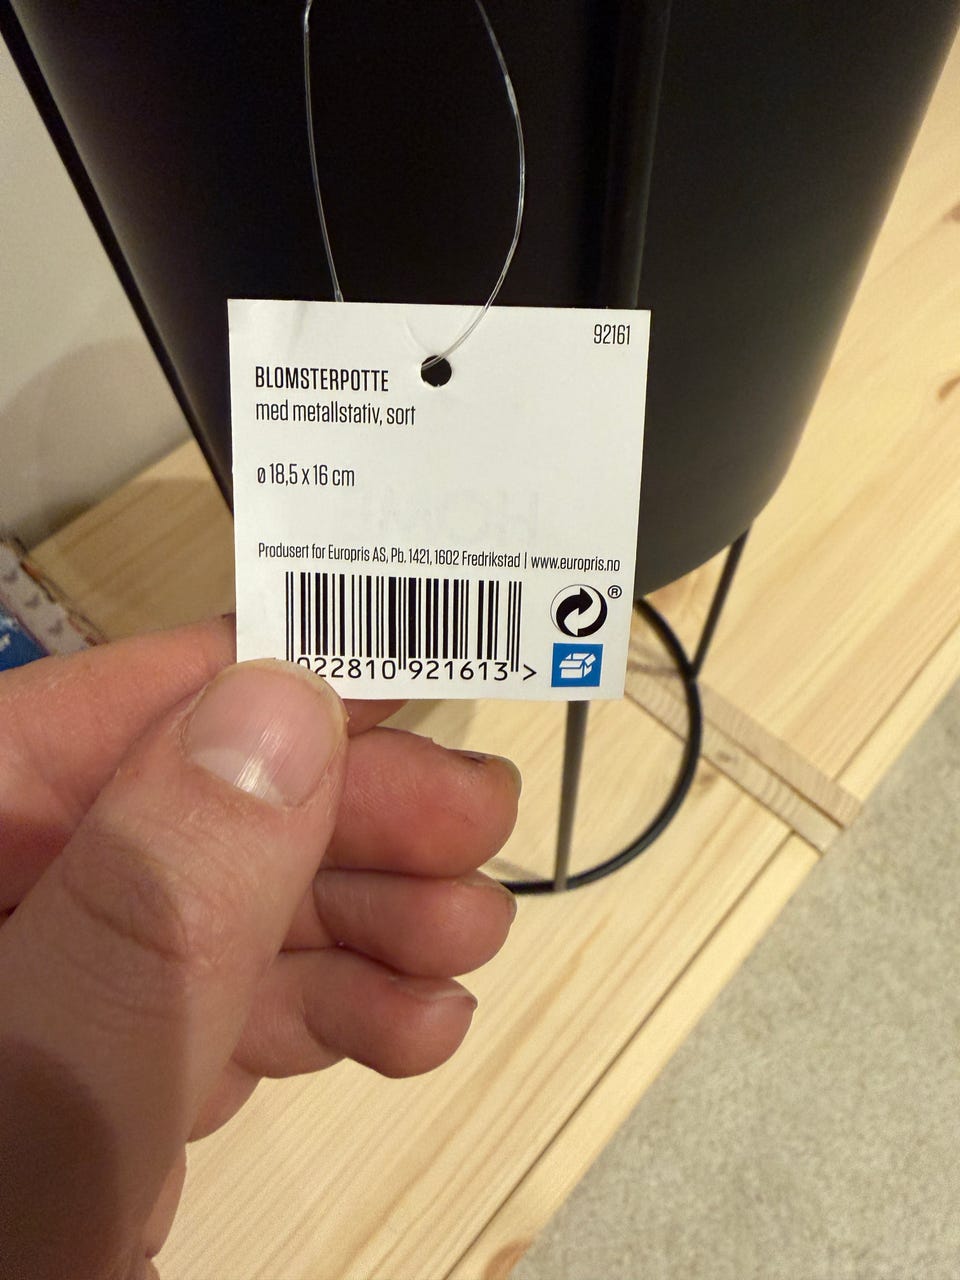 92161
BLOMSTERPOTTE
med metallstativ, sort
ø 18,5 x 16 cm
Produsert for Europris AS, Pb. 1421, 1602 Fredrikstad | www.europris.no
®
022810 921613 >